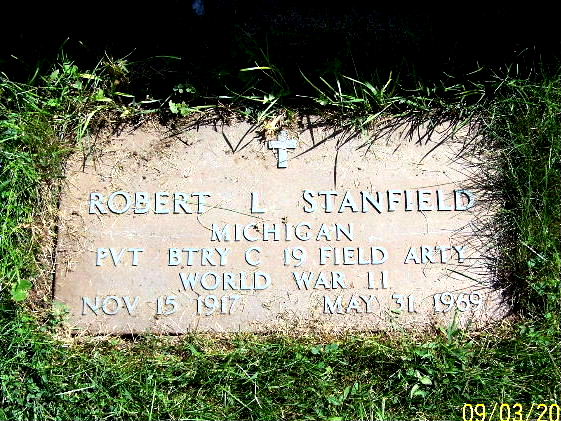 ROBERT L STANFIELD
MICHIGAN
PVT BTRY C 19 FIELD ARTY
WORLD WAR II
NOV 15 1917 MAY 31 1969
09/03/20